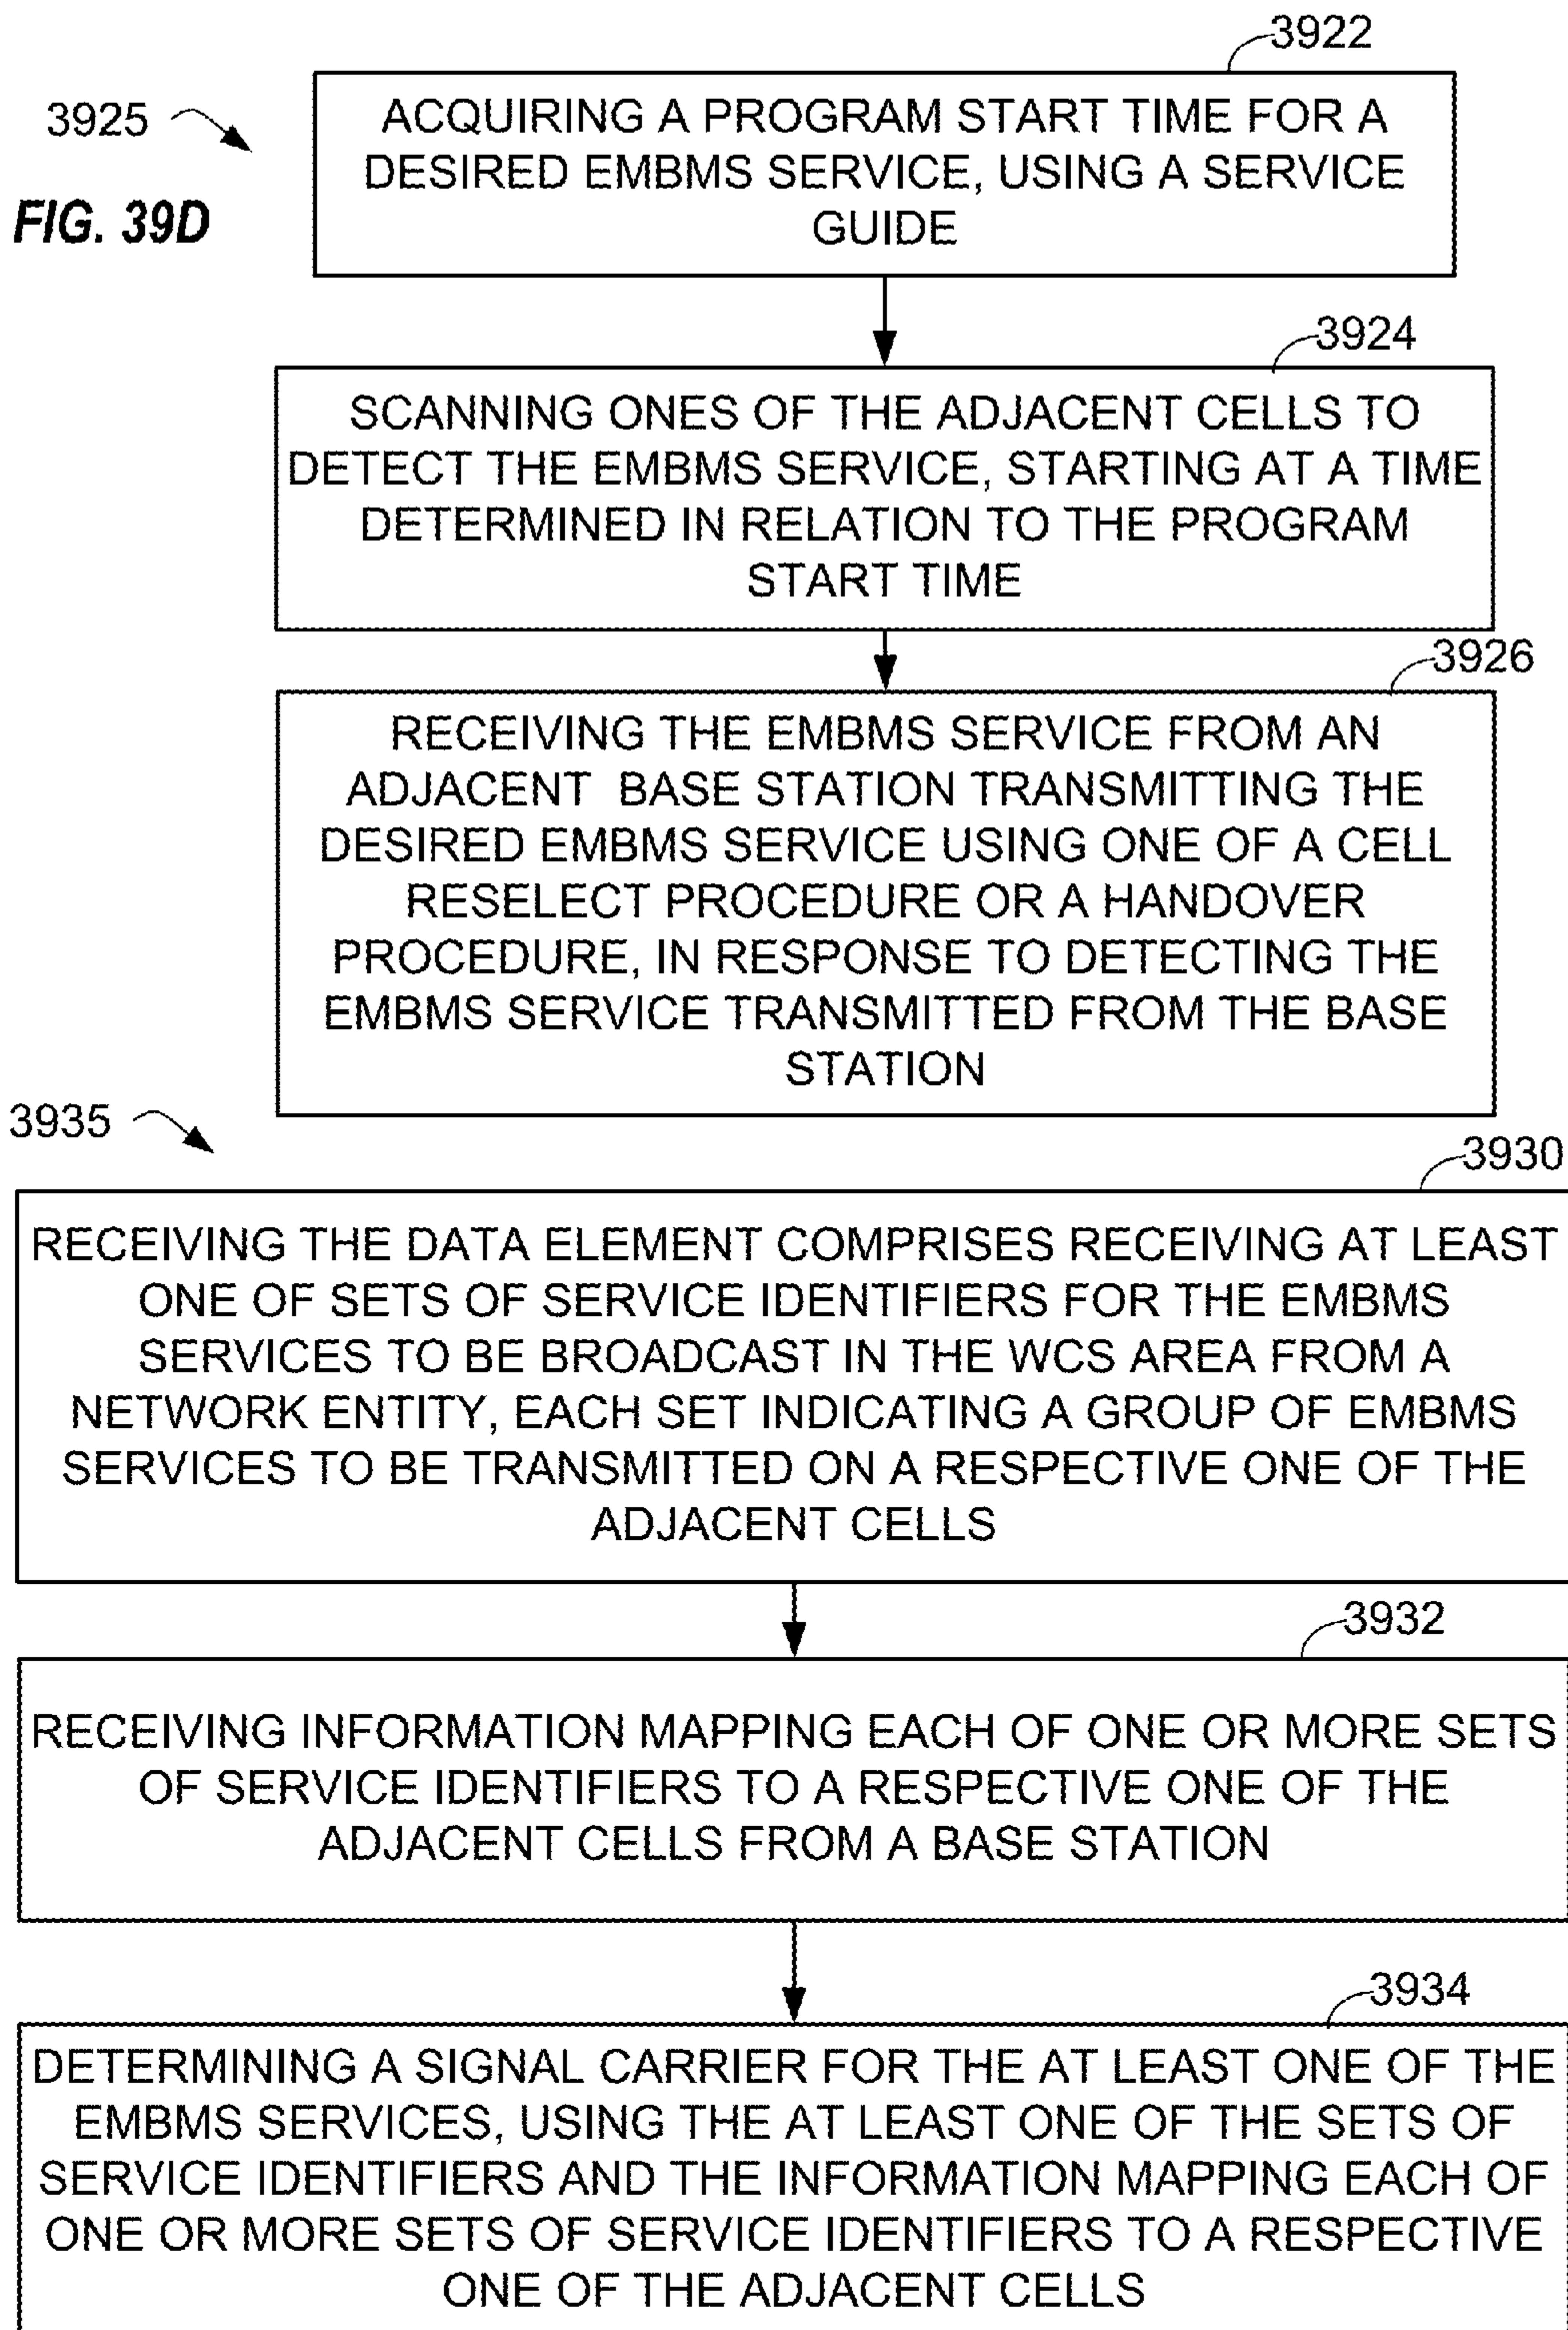 3922
3925
FIG. 39D
ACQUIRING A PROGRAM START TIME FOR A
DESIRED EMBMS SERVICE, USING A SERVICE
GUIDE
3924
SCANNING ONES OF THE ADJACENT CELLS TO
DETECT THE EMBMS SERVICE, STARTING AT A TIME
DETERMINED IN RELATION TO THE PROGRAM
START TIME
3926
RECEIVING THE EMBMS SERVICE FROM AN
ADJACENT BASE STATION TRANSMITTING THE
DESIRED EMBMS SERVICE USING ONE OF A CELL
RESELECT PROCEDURE OR A HANDOVER
PROCEDURE, IN RESPONSE TO DETECTING THE
EMBMS SERVICE TRANSMITTED FROM THE BASE
STATION
3935
3930
RECEIVING THE DATA ELEMENT COMPRISES RECEIVING AT LEAST
ONE OF SETS OF SERVICE IDENTIFIERS FOR THE EMBMS
SERVICES TO BE BROADCAST IN THE WCS AREA FROM A
NETWORK ENTITY, EACH SET INDICATING A GROUP OF EMBMS
SERVICES TO BE TRANSMITTED ON A RESPECTIVE ONE OF THE
ADJACENT CELLS
3932
RECEIVING INFORMATION MAPPING EACH OF ONE OR MORE SETS
OF SERVICE IDENTIFIERS TO A RESPECTIVE ONE OF THE
ADJACENT CELLS FROM A BASE STATION
3934
DETERMINING A SIGNAL CARRIER FOR THE AT LEAST ONE OF THE
EMBMS SERVICES, USING THE AT LEAST ONE OF THE SETS OF
SERVICE IDENTIFIERS AND THE INFORMATION MAPPING EACH OF
ONE OR MORE SETS OF SERVICE IDENTIFIERS TO A RESPECTIVE
ONE OF THE ADJACENT CELLS